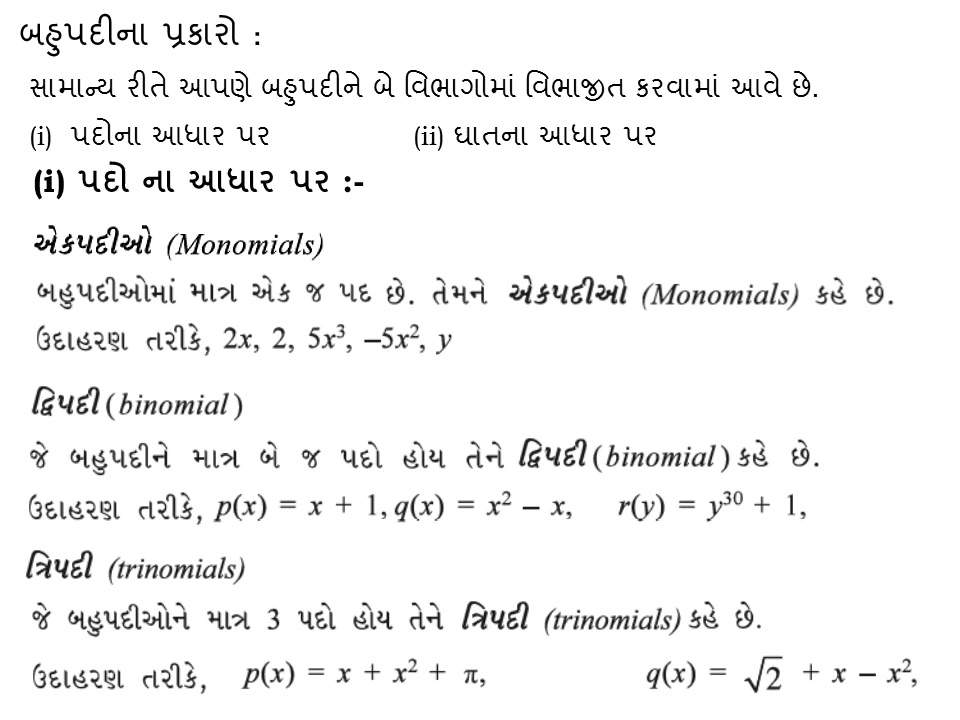 બહુપદીના પ્રકારો :
સામાન્ય રીતે આપણે બહુપદીને બે વિભાગોમાં વિભાજીત કરવામાં આવે છે.
(i) પદોના આધાર પર (ii) ઘાતના આધાર પર
(i) પદો ના આધાર પર :-
એકપદીઓ (Monomials)
બહુપદીઓમાં માત્ર એક જ પદ છે. તેમને એકપદીઓ (Monomials) કહે છે.
ઉદાહરણ તરીકે, 2x, 2, 5x³, –5x², y
દ્વિપદી (binomial)
જે બહુપદીને માત્ર બે જ પદો હોય તેને દ્વિપદી (binomial) કહે છે.
ઉદાહરણ તરીકે, p(x) = x + 1, q(x) = x² – x, r(y) = y³⁰ + 1,
ત્રિપદી (trinomials)
જે બહુપદીઓને માત્ર 3 પદો હોય તેને ત્રિપદી (trinomials) કહે છે.
ઉદાહરણ તરીકે, p(x) = x + x² + π, q(x) = √2 + x – x²,